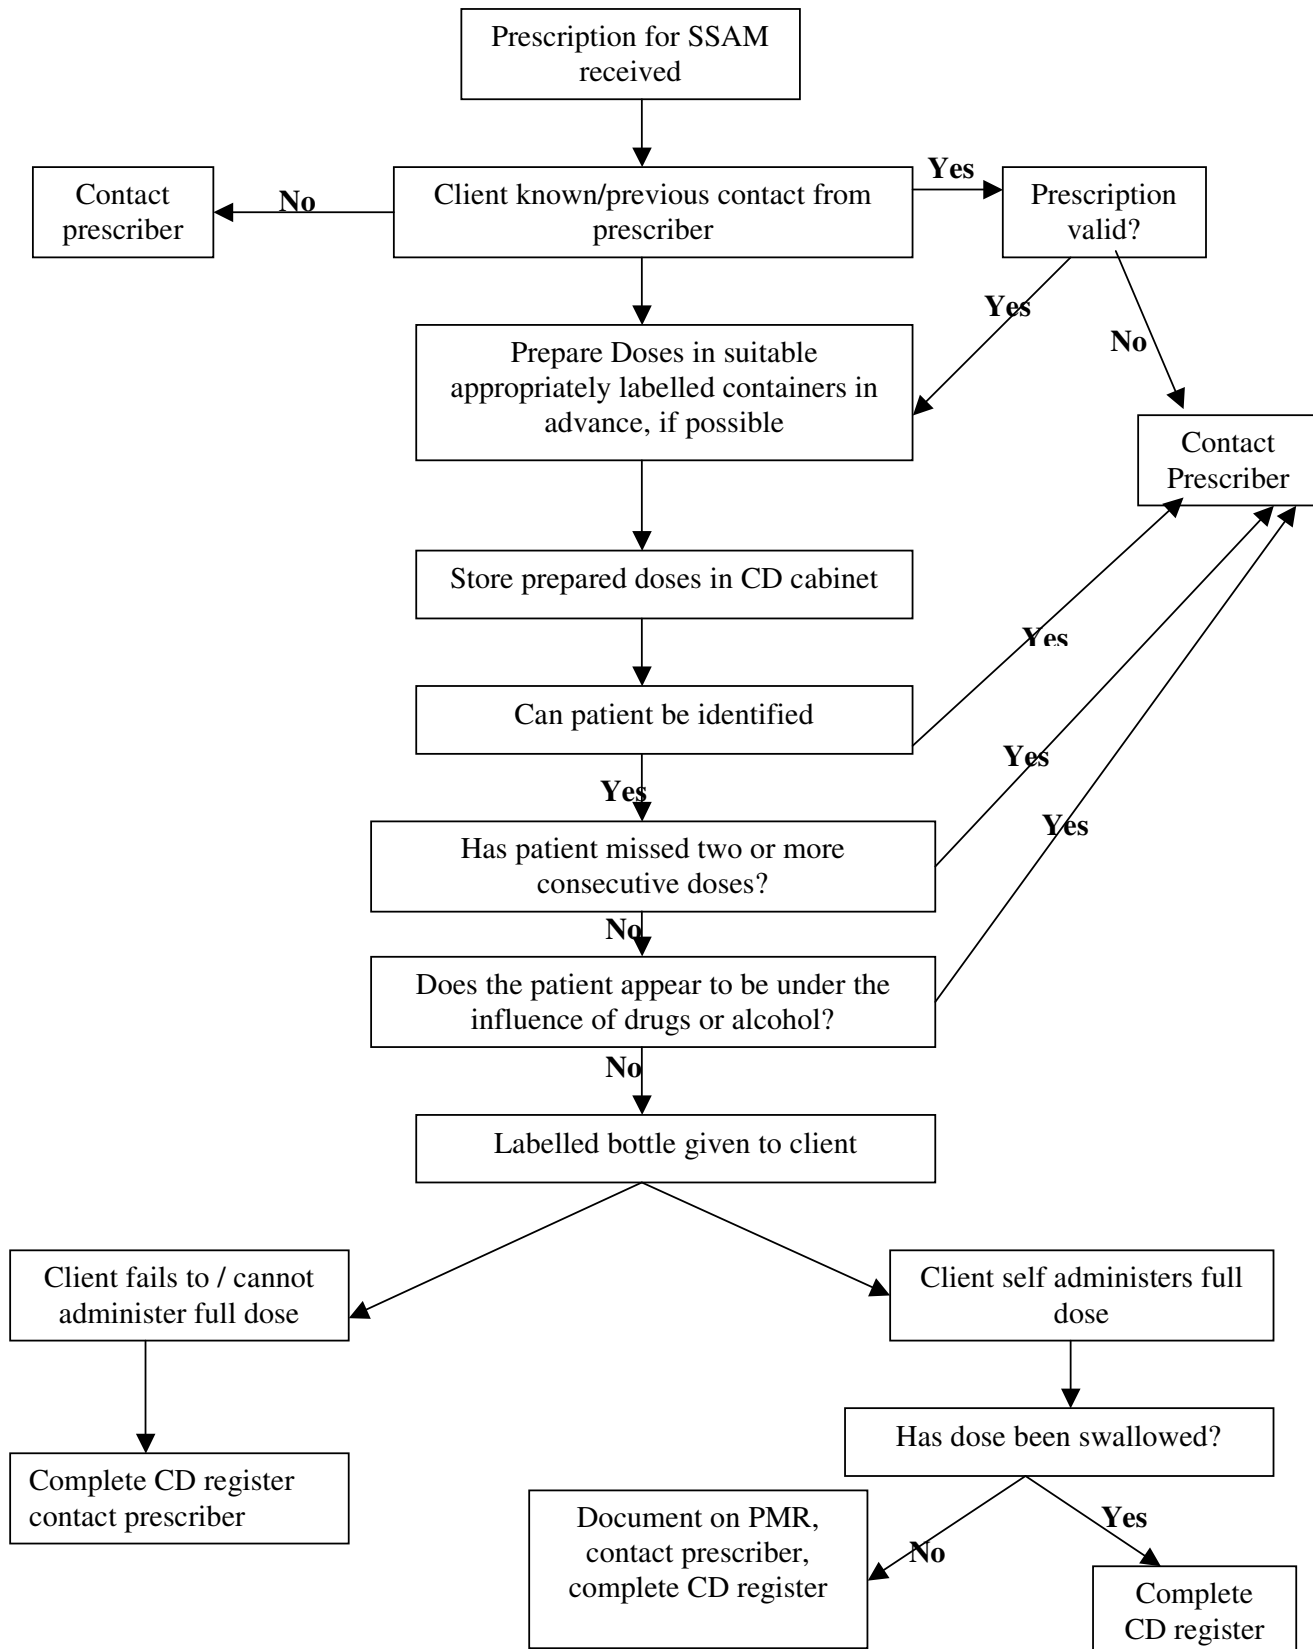 Prescription for SSAM
received
Contact
prescriber
No
Client known/previous contact from
prescriber
Yes
Prescription
valid?
Yes
No
Prepare Doses in suitable
appropriately labelled containers in
advance, if possible
Contact
Prescriber
Store prepared doses in CD cabinet
Yes
Can patient be identified
Yes
Yes
Has patient missed two or more
consecutive doses?
Yes
No
Does the patient appear to be under the
influence of drugs or alcohol?
No
Labelled bottle given to client
Client fails to / cannot
administer full dose
Client self administers full
dose
Has dose been swallowed?
Complete CD register
contact prescriber
Document on PMR,
contact prescriber,
complete CD register
No
Yes
Complete
CD register